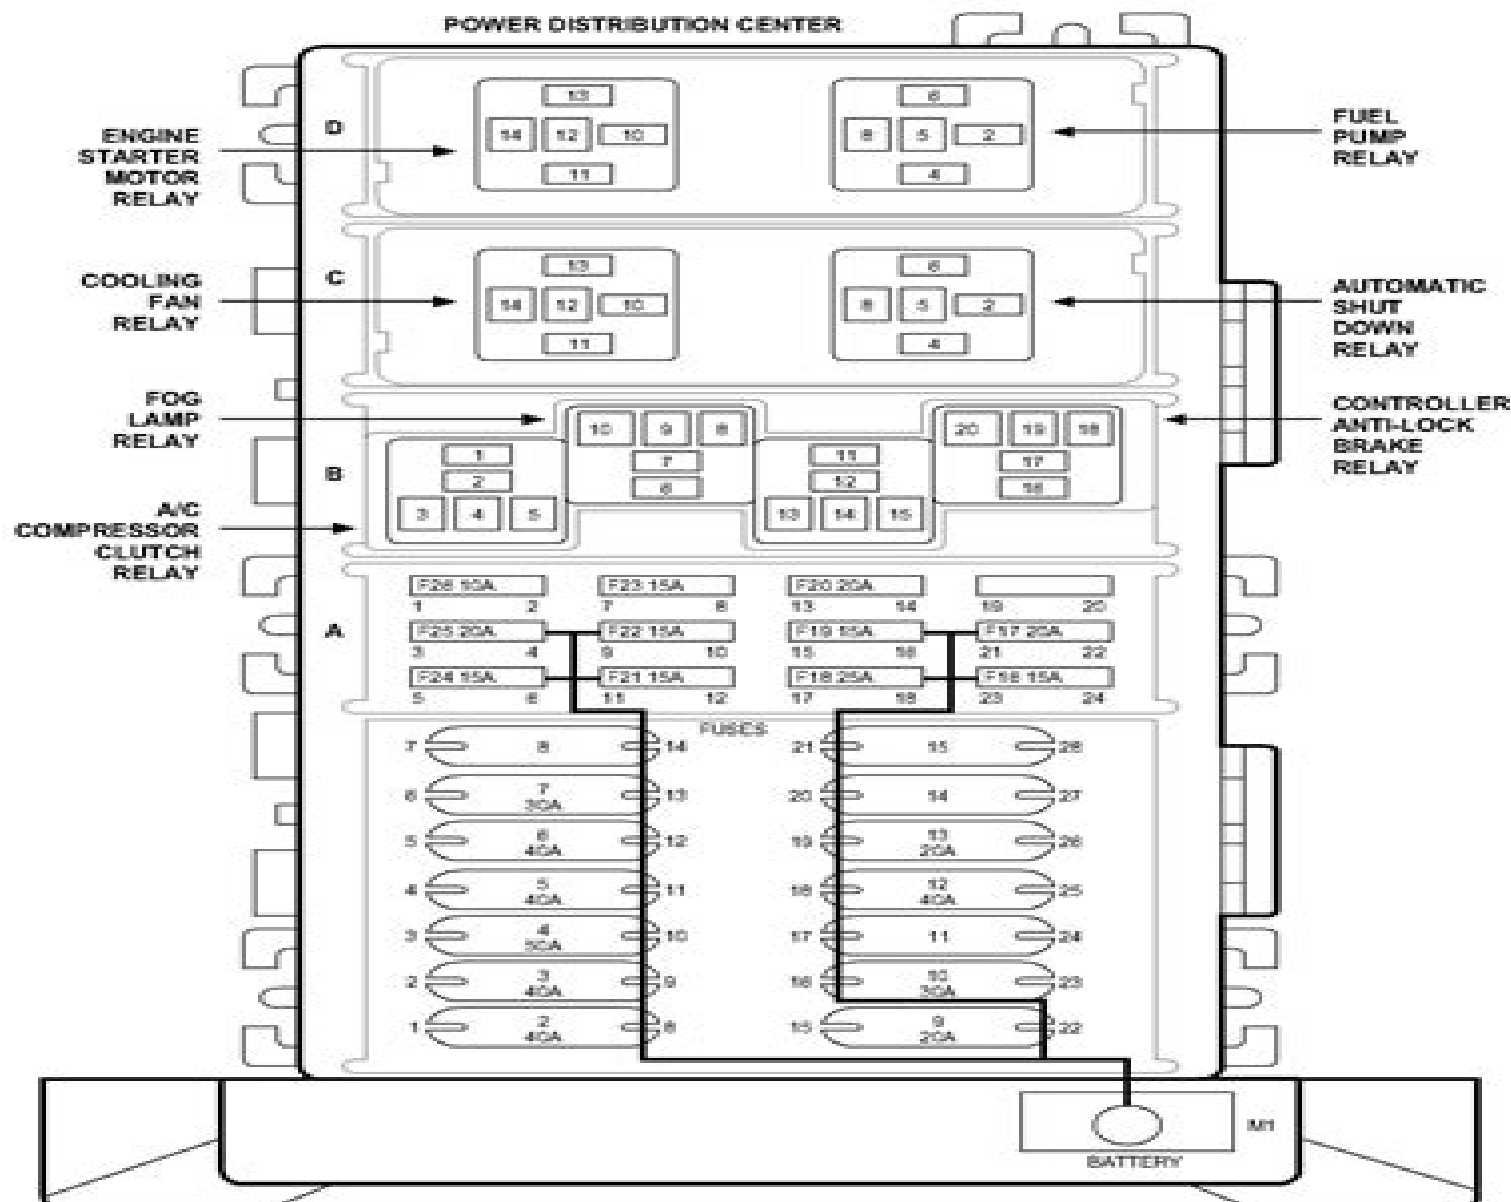 POWER DISTRIBUTION CENTER
D
13
14 12 10
11
6
8 5 2
4
ENGINE
STARTER
MOTOR
RELAY
FUEL
PUMP
RELAY
C
13
14 12 10
11
6
8 5 2
4
COOLING
FAN
RELAY
AUTOMATIC
SHUT
DOWN
RELAY
FOG
LAMP
RELAY
CONTROLLER
ANTI-LOCK
BRAKE
RELAY
B
10 9 8
7
6
20 19 18
17
16
1
2
3 4 5
11
12
13 14 15
A/C
COMPRESSOR
CLUTCH
RELAY
A
F26 10A F23 15A F20 20A
1 2 7 8 13 14 19 20
F25 20A F22 15A F19 15A F17 20A
3 4 9 10 15 16 21 22
F24 15A F21 15A F18 25A F16 15A
5 6 11 12 17 18 23 24
FUSES
7 8 14 21 15 28
6 7 13 20 14 27
30A
5 6 12 19 13 26
40A 20A
4 5 11 18 12 25
40A 40A
3 4 10 17 11 24
2 3 9 16 10 23
40A 30A
1 2 8 15 9 22
40A 20A
M1
BATTERY